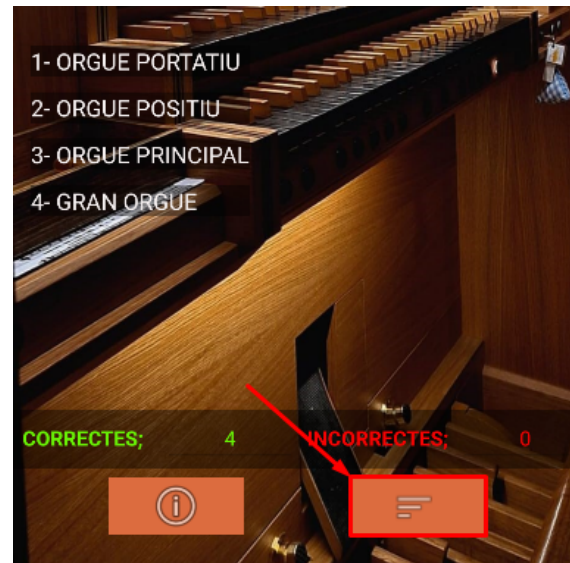 1- ORGUE PORTATIU
2- ORGUE POSITIU
3- ORGUE PRINCIPAL
4- GRAN ORGUE
CORRECTES; 4 INCORRECTES; 0